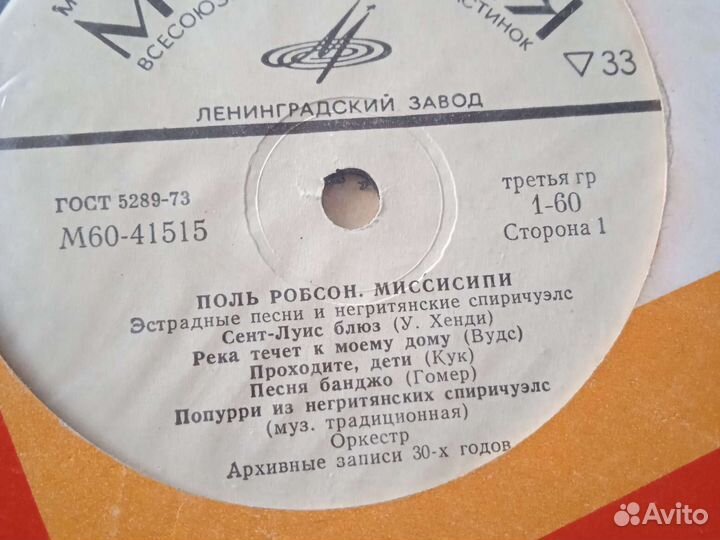 ВСЕСОЮЗ
СТИНОК
▽33
ЛЕНИНГРАДСКИЙ ЗАВОД
ГОСТ 5289-73
М60-41515
третья гр
1-60
Сторона 1
ПОЛЬ РОБСОН. МИССИСИПИ
Эстрадные песни и негритянские спиричуэлс
Сент-Луис блюз (У. Хенди)
Река течет к моему дому (Вудс)
Проходите, дети (Кук)
Песня банджо (Гомер)
Попурри из негритянских спиричуэлс
(муз. традиционная)
Оркестр
Архивные записи 30-х годов
Avito